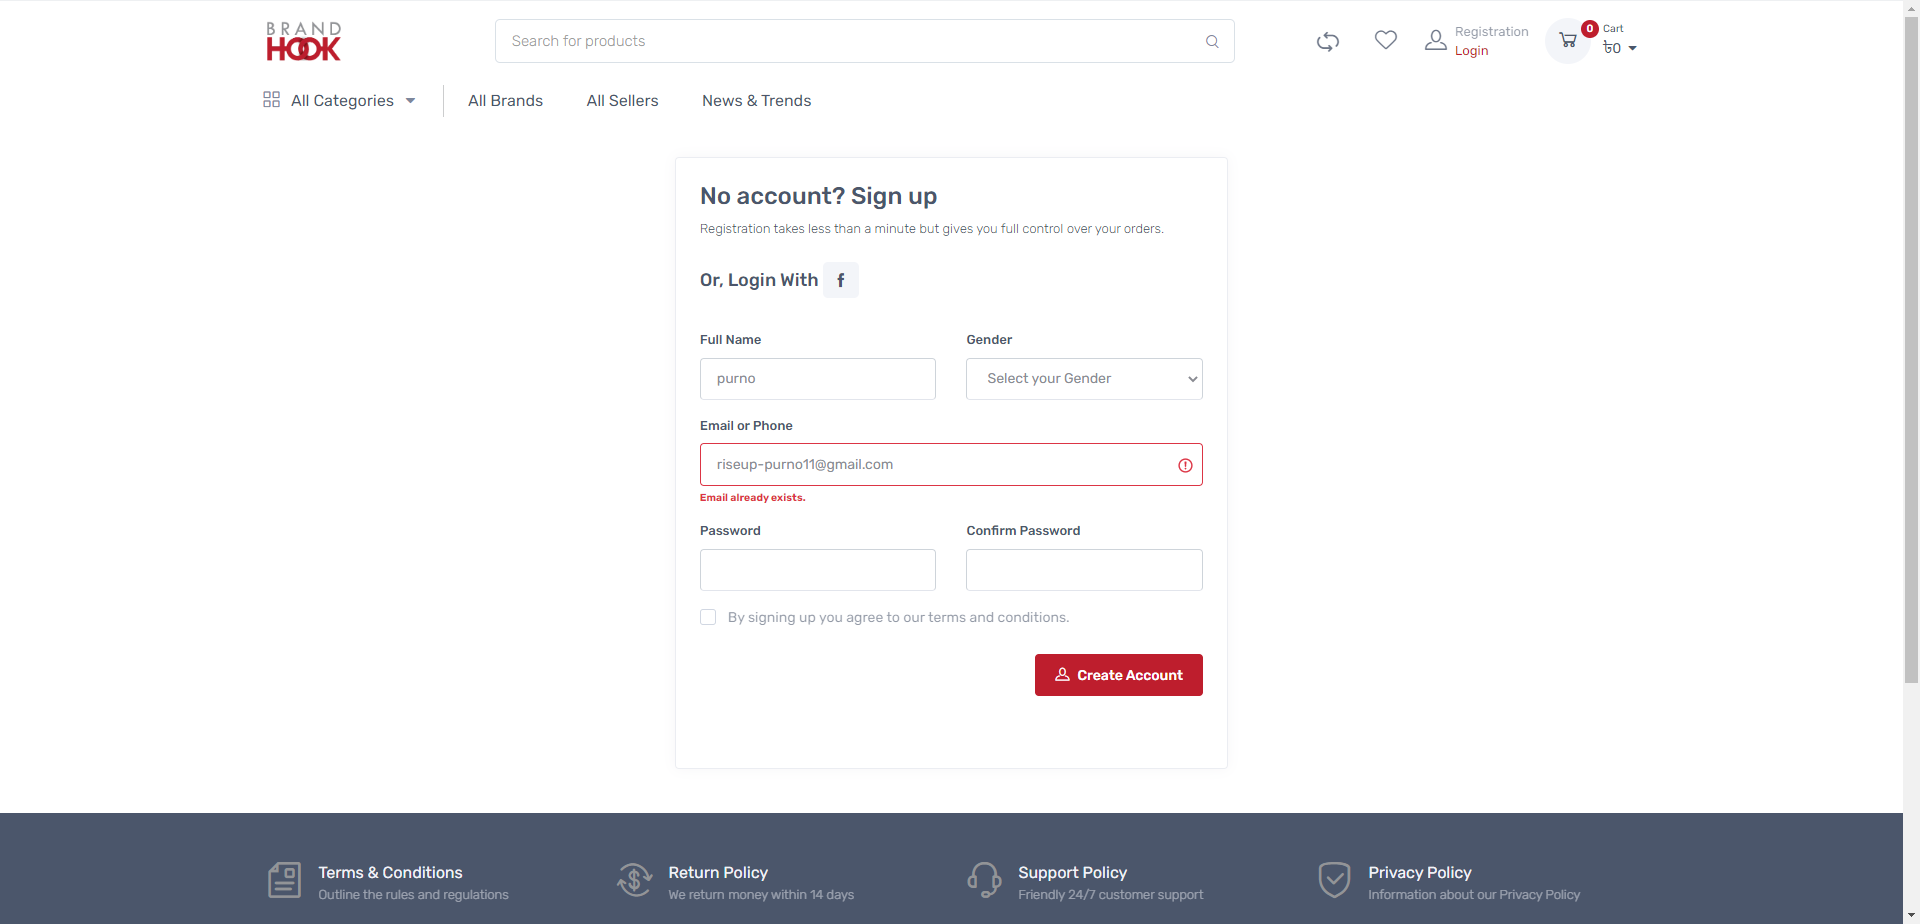 BRAND
HOOK
Search for products
Registration
Login
0
Cart
৳0
All Categories
All Brands
All Sellers
News & Trends
No account? Sign up
Registration takes less than a minute but gives you full control over your orders.
Or, Login With f
Full Name
Gender
purno
Select your Gender
Email or Phone
riseup-purno11@gmail.com
Email already exists.
Password
Confirm Password
By signing up you agree to our terms and conditions.
Create Account
Terms & Conditions
Outline the rules and regulations
Return Policy
We return money within 14 days
Support Policy
Friendly 24/7 customer support
Privacy Policy
Information about our Privacy Policy